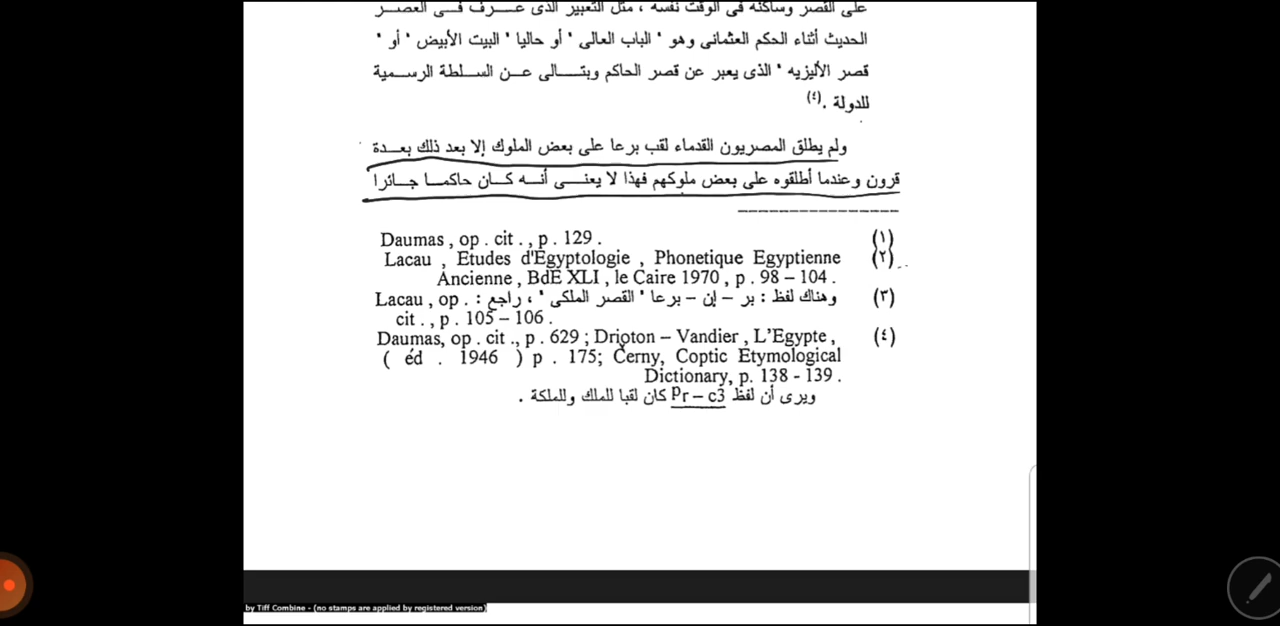 على القصر وساكنه فى الوقت نفسه ، مثل التعبير الذى عرف فى العصر
الحديث أثناء الحكم العثمانى وهو " الباب العالى " أو حاليا " البيت الأبيض " أو "
قصر الأليزيه " الذى يعبر عن قصر الحاكم وبتالى عن السلطة الرسمية
للدولة . (٤)
ولم يطلق المصريون القدماء لقب برعا على بعض الملوك إلا بعد ذلك بعدة
قرون وعندما أطلقوه على بعض ملوكهم فهذا لا يعنى أنه كان حاكما جائرا
(١) Daumas , op . cit . , p . 129 .
(٢) Lacau , Etudes d'Egyptologie , Phonetique Egyptienne
Ancienne , BdE XLI , le Caire 1970 , p . 98 – 104 .
(٣) وهناك لفظ : بر – إن – برعا " القصر الملكى " ، راجع : Lacau , op .
cit . , p . 105 – 106 .
(٤) Daumas, op . cit ., p . 629 ; Drioton – Vandier , L'Egypte ,
( éd . 1946 ) p . 175; Cerny, Coptic Etymological
Dictionary, p. 138 - 139 .
ويرى أن لفظ Pr – c3 كان لقبا للملك وللملكة .
by Tiff Combine - (no stamps are applied by registered version)